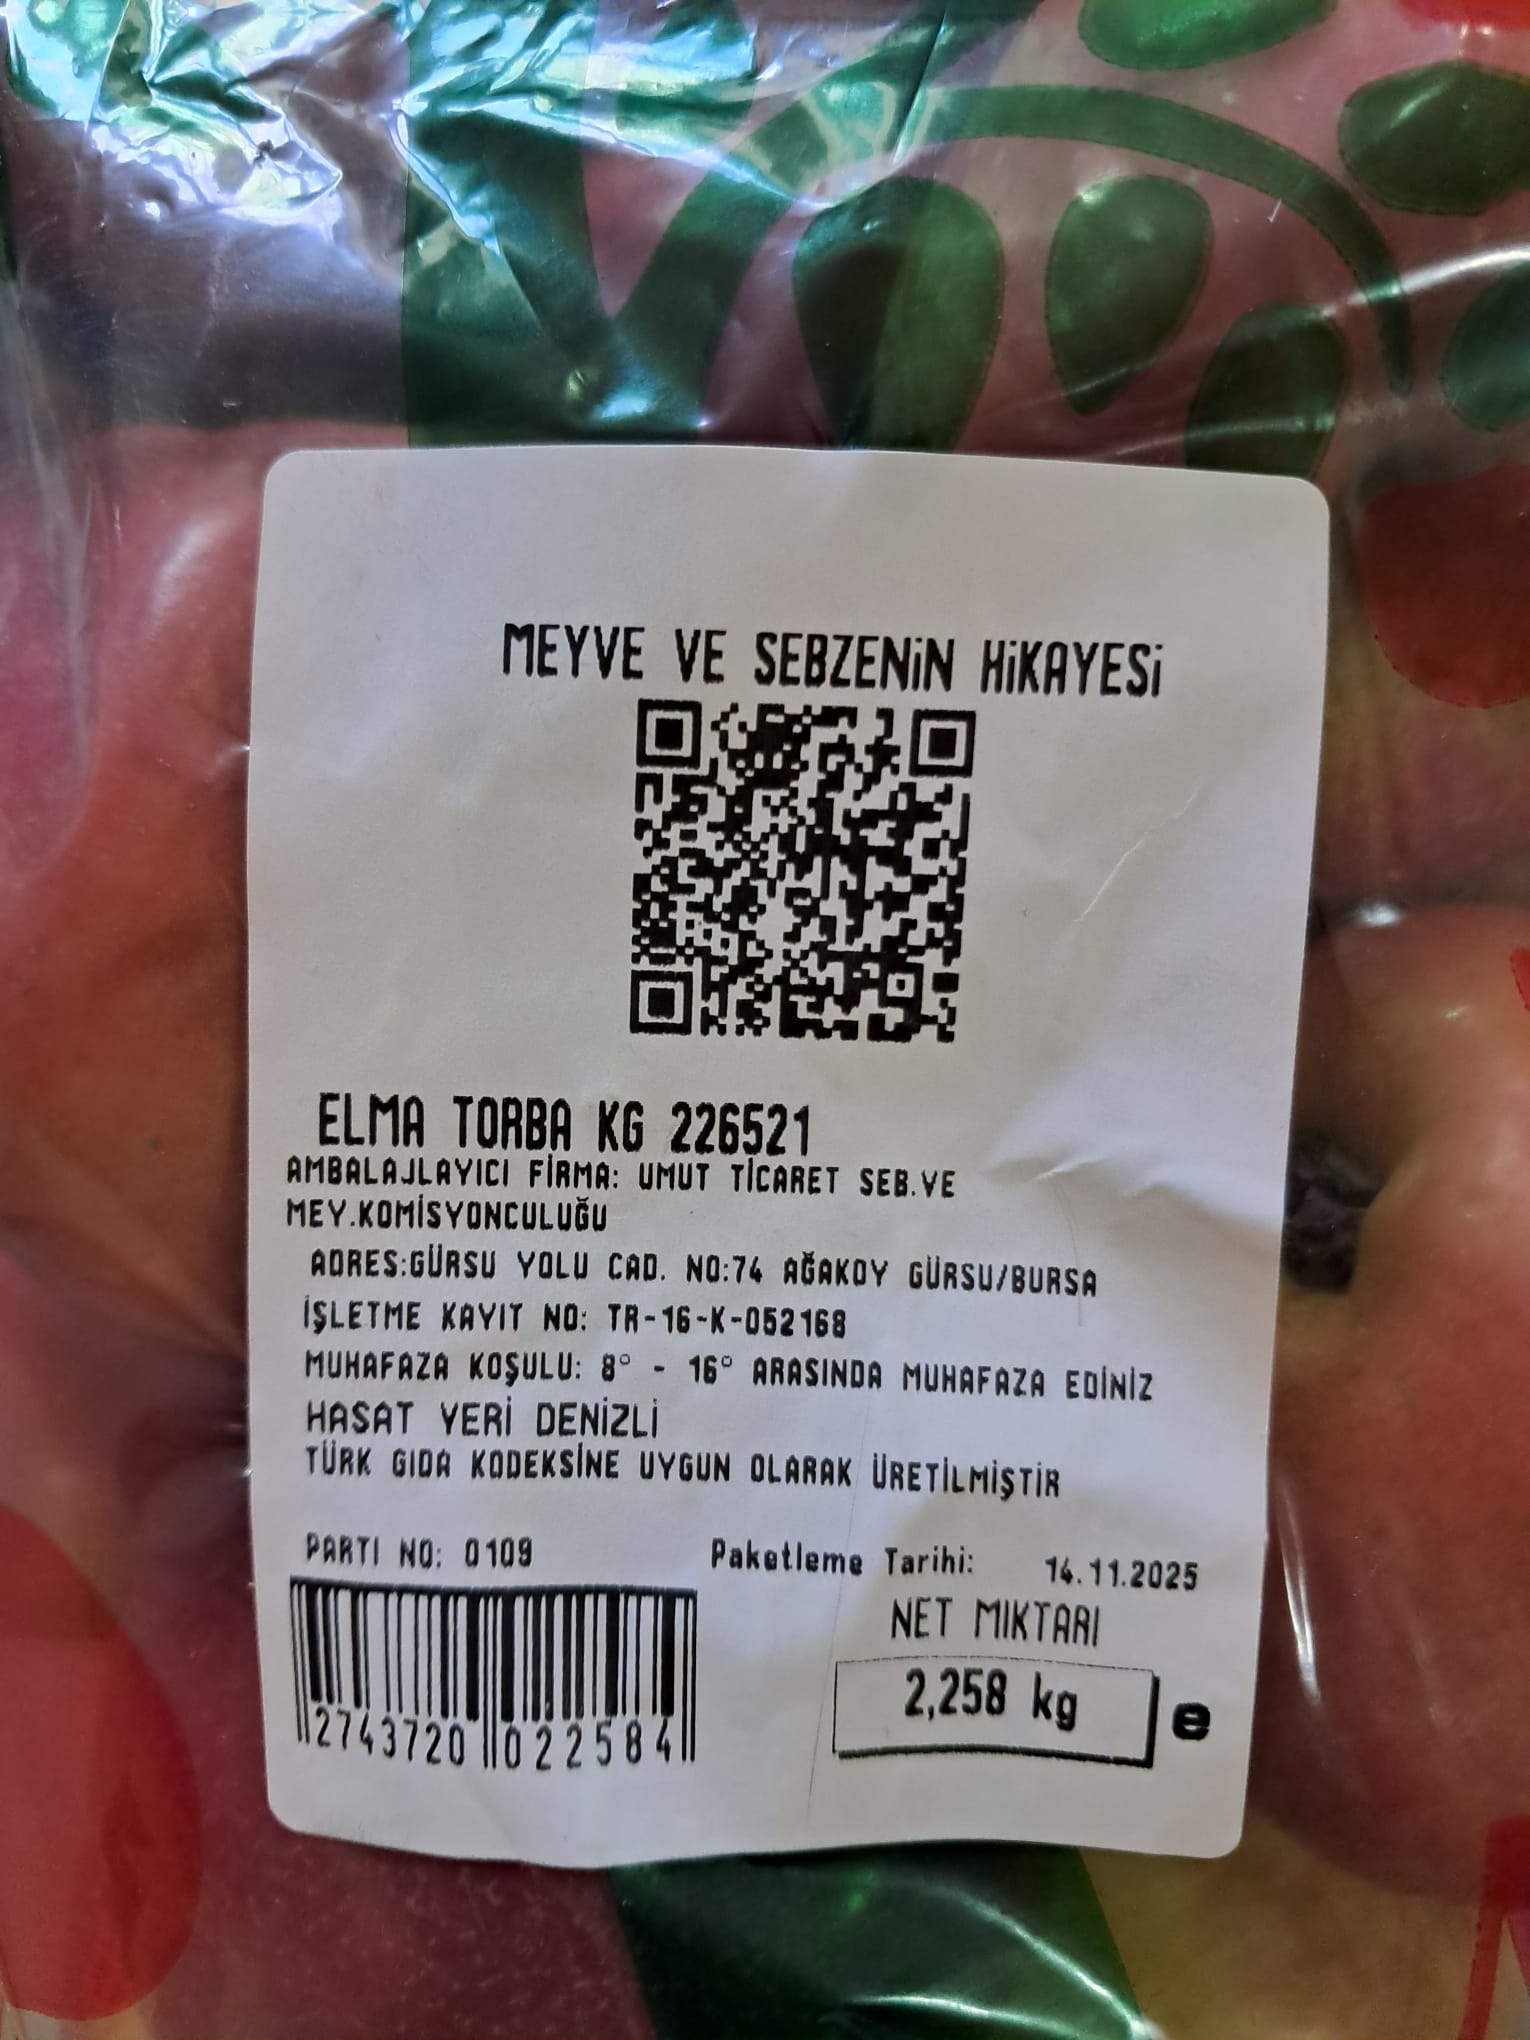 MEYVE VE SEBZENİN HİKAYESİ
ELMA TORBA KG 226521
AMBALAJLAYICI FİRMA: UMUT TİCARET SEB.VE
MEY.KOMİSYONCULUĞU
ADRES:GÜRSU YOLU CAD. NO:74 AĞAKOY GÜRSU/BURSA
İŞLETME KAYIT NO: TR-16-K-052168
MUHAFAZA KOŞULU: 8° - 16° ARASINDA MUHAFAZA EDİNİZ
HASAT YERİ DENİZLİ
TÜRK GIDA KODEKSİNE UYGUN OLARAK ÜRETİLMİŞTİR
PARTI NO: 0109 Paketleme Tarihi: 14.11.2025
NET MIKTARI
2,258 kg e
2743720 022584